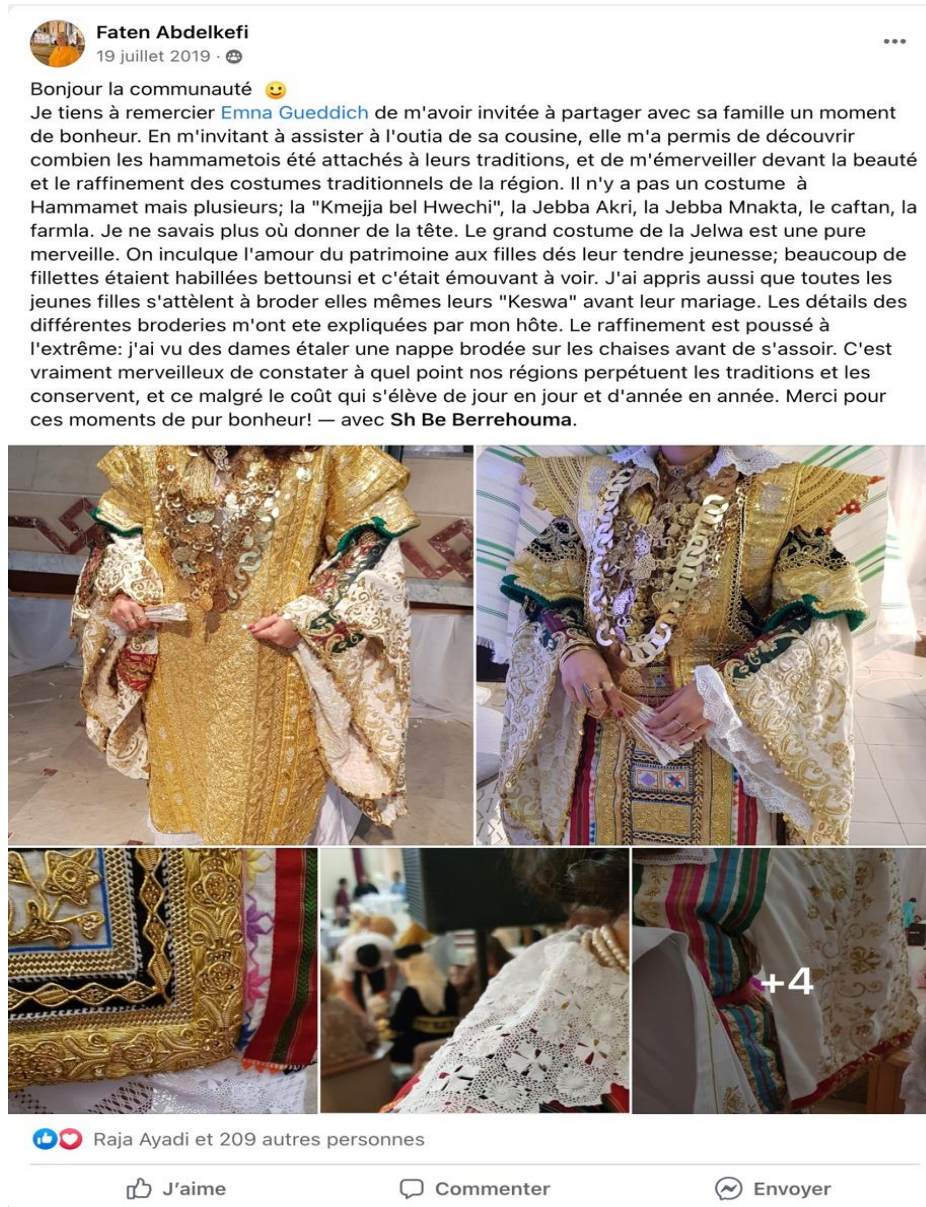 Faten Abdelkefi
19 juillet 2019 ·
Bonjour la communauté
Je tiens à remercier Emna Gueddich de m'avoir invitée à partager avec sa famille un moment
de bonheur. En m'invitant à assister à l'outia de sa cousine, elle m'a permis de découvrir
combien les hammametois été attachés à leurs traditions, et de m'émerveiller devant la beauté
et le raffinement des costumes traditionnels de la région. Il n'y a pas un costume à
Hammamet mais plusieurs; la "Kmejja bel Hwechi", la Jebba Akri, la Jebba Mnakta, le caftan, la
farmla. Je ne savais plus où donner de la tête. Le grand costume de la Jelwa est une pure
merveille. On inculque l'amour du patrimoine aux filles dés leur tendre jeunesse; beaucoup de
fillettes étaient habillées bettounsi et c'était émouvant à voir. J'ai appris aussi que toutes les
jeunes filles s'attèlent à broder elles mêmes leurs "Keswa" avant leur mariage. Les détails des
différentes broderies m'ont ete expliquées par mon hôte. Le raffinement est poussé à
l'extrême: j'ai vu des dames étaler une nappe brodée sur les chaises avant de s'assoir. C'est
vraiment merveilleux de constater à quel point nos régions perpétuent les traditions et les
conservent, et ce malgré le coût qui s'élève de jour en jour et d'année en année. Merci pour
ces moments de pur bonheur! — avec Sh Be Berrehouma.
+4
Raja Ayadi et 209 autres personnes
J'aime
Commenter
Envoyer